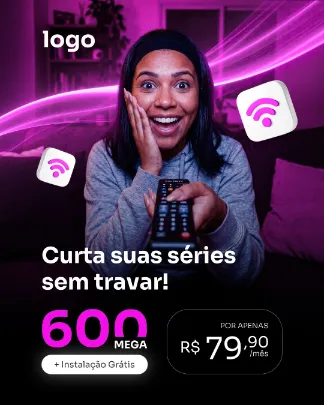 logo
Curta suas séries
sem travar!
600
MEGA
+ Instalação Grátis
POR APENAS
R$ 79,90
/mês